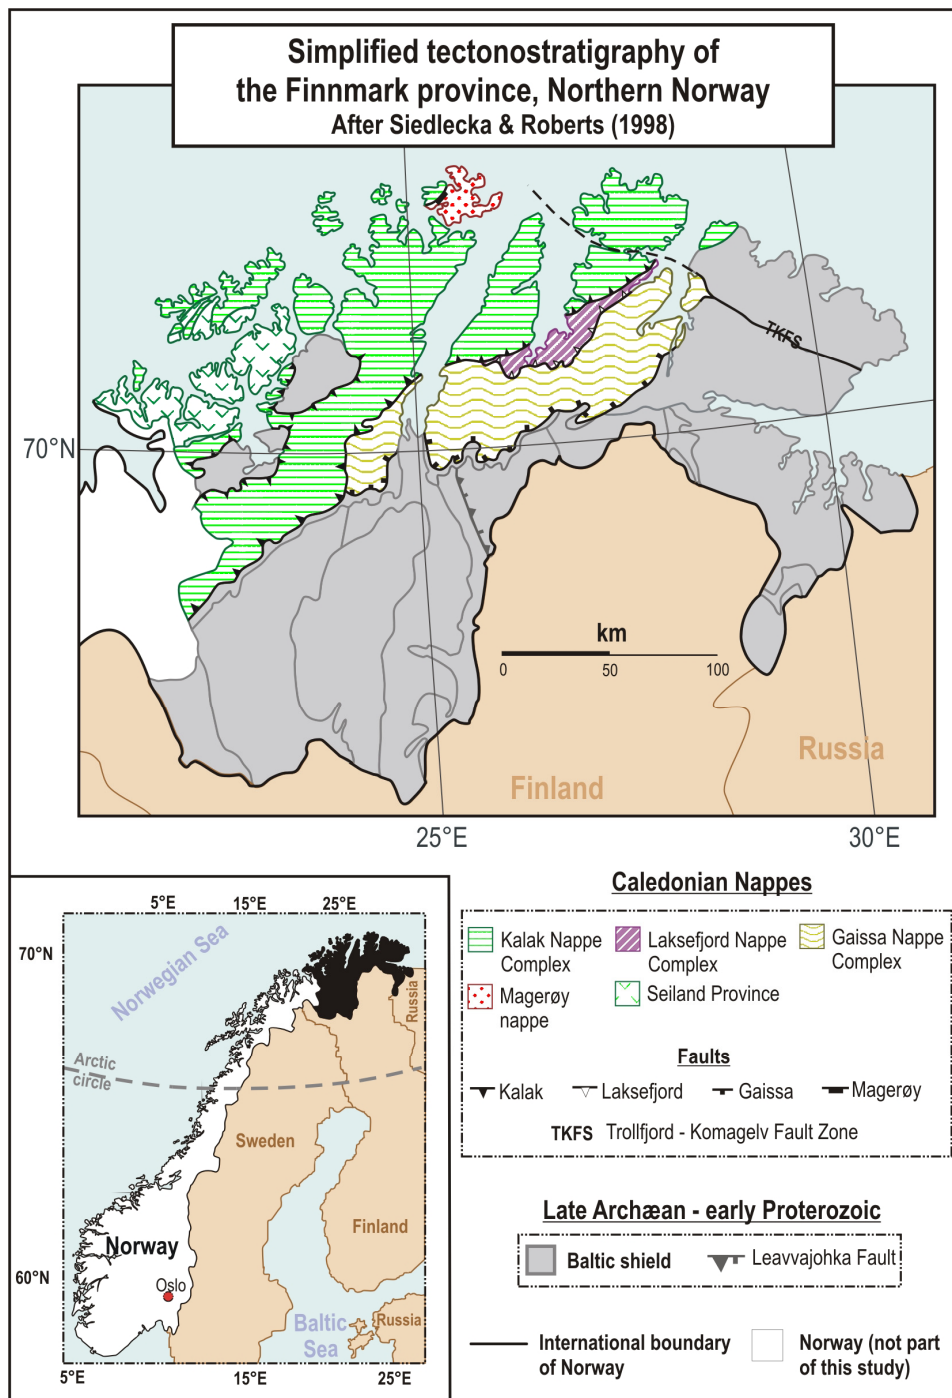 Simplified tectonostratigraphy of
the Finnmark province, Northern Norway
After Siedlecka & Roberts (1998)
TKFS
70°N
km
0 50 100
Russia
Finland
25°E 30°E
5°E 15°E 25°E
70°N
Norwegian Sea
Russia
Arctic
circle
Sweden
Finland
Norway
60°N
Oslo
Baltic
Sea
Russia
5°E 15°E 25°E
Caledonian Nappes
Kalak Nappe
Complex
Laksefjord Nappe
Complex
Gaissa Nappe
Complex
Magerøy
nappe
Seiland Province
Faults
Kalak Laksefjord Gaissa Magerøy
TKFS Trollfjord - Komagelv Fault Zone
Late Archæan - early Proterozoic
Baltic shield Leavvajohka Fault
International boundary
of Norway
Norway (not part
of this study)